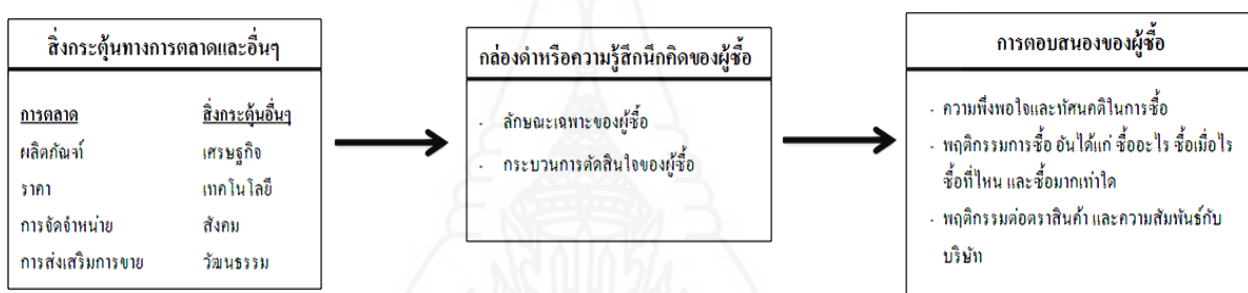 สิ่งกระตุ้นทางการตลาดและอื่นๆ
การตลาด สิ่งกระตุ้นอื่นๆ
ผลิตภัณฑ์ เศรษฐกิจ
ราคา เทคโนโลยี
การจัดจำหน่าย สังคม
การส่งเสริมการขาย วัฒนธรรม
กล่องดำหรือความรู้สึกนึกคิดของผู้ซื้อ
- ลักษณะเฉพาะของผู้ซื้อ
- กระบวนการตัดสินใจของผู้ซื้อ
การตอบสนองของผู้ซื้อ
- ความพึงพอใจและทัศนคติในการซื้อ
- พฤติกรรมการซื้อ อันได้แก่ ซื้ออะไร ซื้อเมื่อไร
ซื้อที่ไหน และซื้อมากเท่าใด
- พฤติกรรมต่อตราสินค้า และความสัมพันธ์กับ
บริษัท